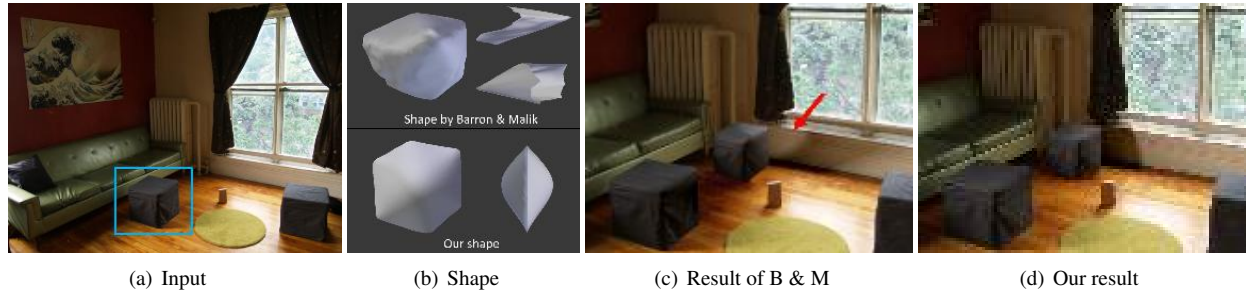 Shape by Barron & Malik
Our shape
(a) Input
(b) Shape
(c) Result of B & M
(d) Our result